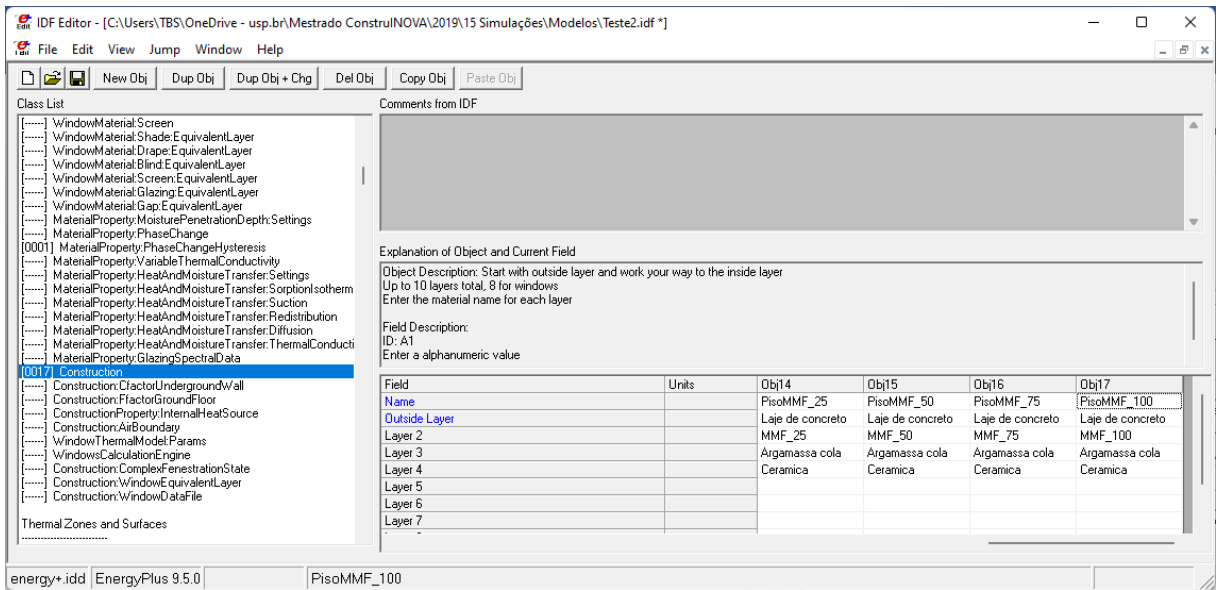 IDF Editor - [C:\Users\TBS\OneDrive - usp.br\Mestrado ConstruINOVA\2019\15 Simulações\Modelos\Teste2.idf *]
File Edit View Jump Window Help
New Obj Dup Obj Dup Obj + Chg Del Obj Copy Obj Paste Obj
Class List
[------] WindowMaterial:Screen
[------] WindowMaterial:Shade:EquivalentLayer
[------] WindowMaterial:Drape:EquivalentLayer
[------] WindowMaterial:Blind:EquivalentLayer
[------] WindowMaterial:Screen:EquivalentLayer
[------] WindowMaterial:Glazing:EquivalentLayer
[------] WindowMaterial:Gap:EquivalentLayer
[------] MaterialProperty:MoisturePenetrationDepth:Settings
[------] MaterialProperty:PhaseChange
[0001] MaterialProperty:PhaseChangeHysteresis
[------] MaterialProperty:VariableThermalConductivity
[------] MaterialProperty:HeatAndMoistureTransfer:Settings
[------] MaterialProperty:HeatAndMoistureTransfer:SorptionIsotherm
[------] MaterialProperty:HeatAndMoistureTransfer:Suction
[------] MaterialProperty:HeatAndMoistureTransfer:Redistribution
[------] MaterialProperty:HeatAndMoistureTransfer:Diffusion
[------] MaterialProperty:HeatAndMoistureTransfer:ThermalConducti
[------] MaterialProperty:GlazingSpectralData
[0017] Construction
[------] Construction:CfactorUndergroundWall
[------] Construction:FfactorGroundFloor
[------] ConstructionProperty:InternalHeatSource
[------] Construction:AirBoundary
[------] WindowThermalModel:Params
[------] WindowsCalculationEngine
[------] Construction:ComplexFenestrationState
[------] Construction:WindowEquivalentLayer
[------] Construction:WindowDataFile
Thermal Zones and Surfaces
--------------------------
Comments from IDF
Explanation of Object and Current Field
Object Description: Start with outside layer and work your way to the inside layer
Up to 10 layers total, 8 for windows
Enter the material name for each layer
Field Description:
ID: A1
Enter a alphanumeric value
Field Units Obj14 Obj15 Obj16 Obj17
Name PisoMMF_25 PisoMMF_50 PisoMMF_75 PisoMMF_100
Outside Layer Laje de concreto Laje de concreto Laje de concreto Laje de concreto
Layer 2 MMF_25 MMF_50 MMF_75 MMF_100
Layer 3 Argamassa cola Argamassa cola Argamassa cola Argamassa cola
Layer 4 Ceramica Ceramica Ceramica Ceramica
Layer 5
Layer 6
Layer 7
energy+.idd EnergyPlus 9.5.0 PisoMMF_100